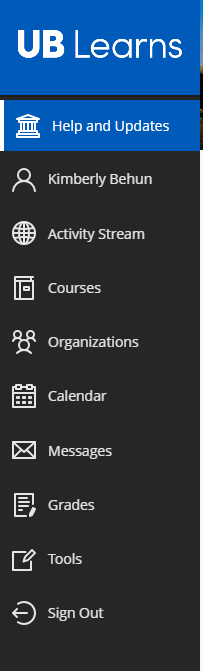 UB Learns
Help and Updates
Kimberly Behun
Activity Stream
Courses
Organizations
Calendar
Messages
Grades
Tools
Sign Out